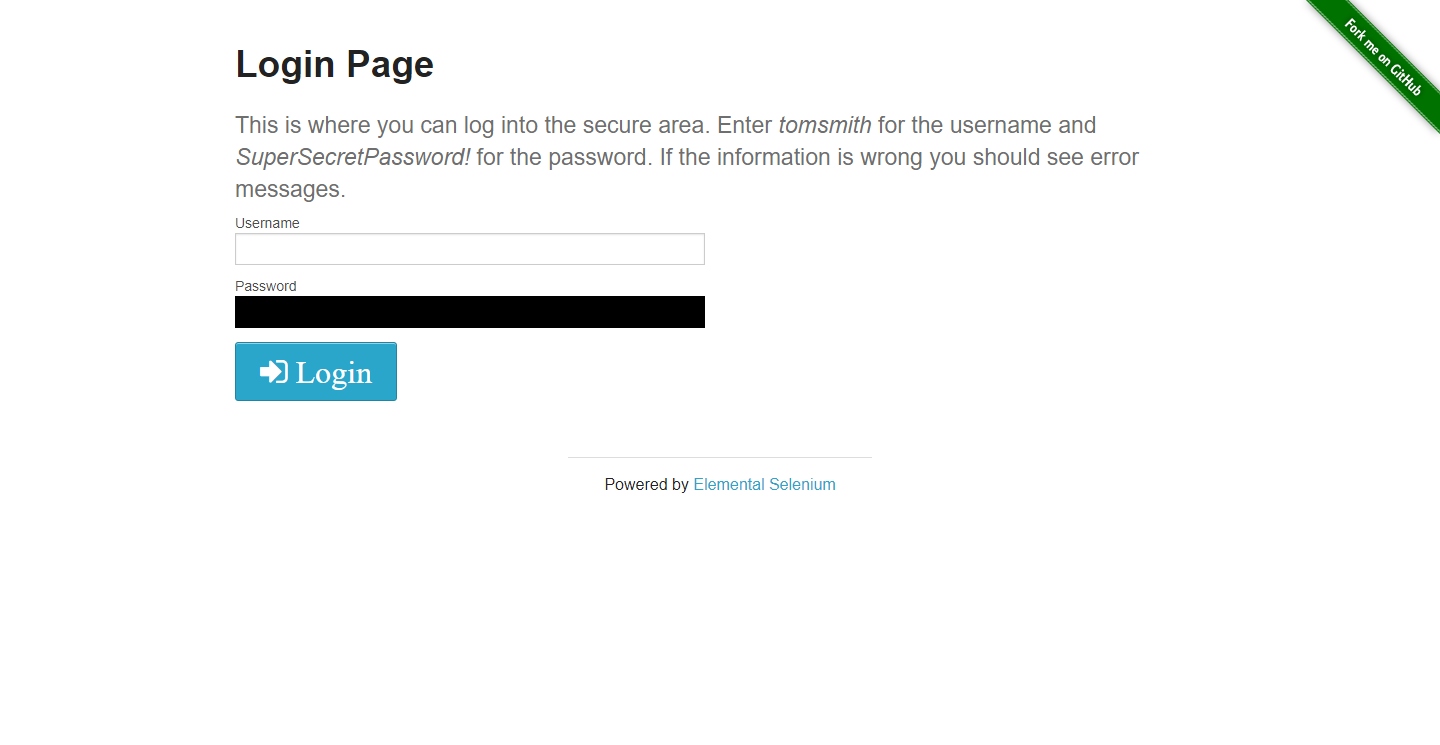 Fork me on GitHub
Login Page
This is where you can log into the secure area. Enter tomsmith for the username and
SuperSecretPassword! for the password. If the information is wrong you should see error
messages.
Username
Password
Login
Powered by Elemental Selenium